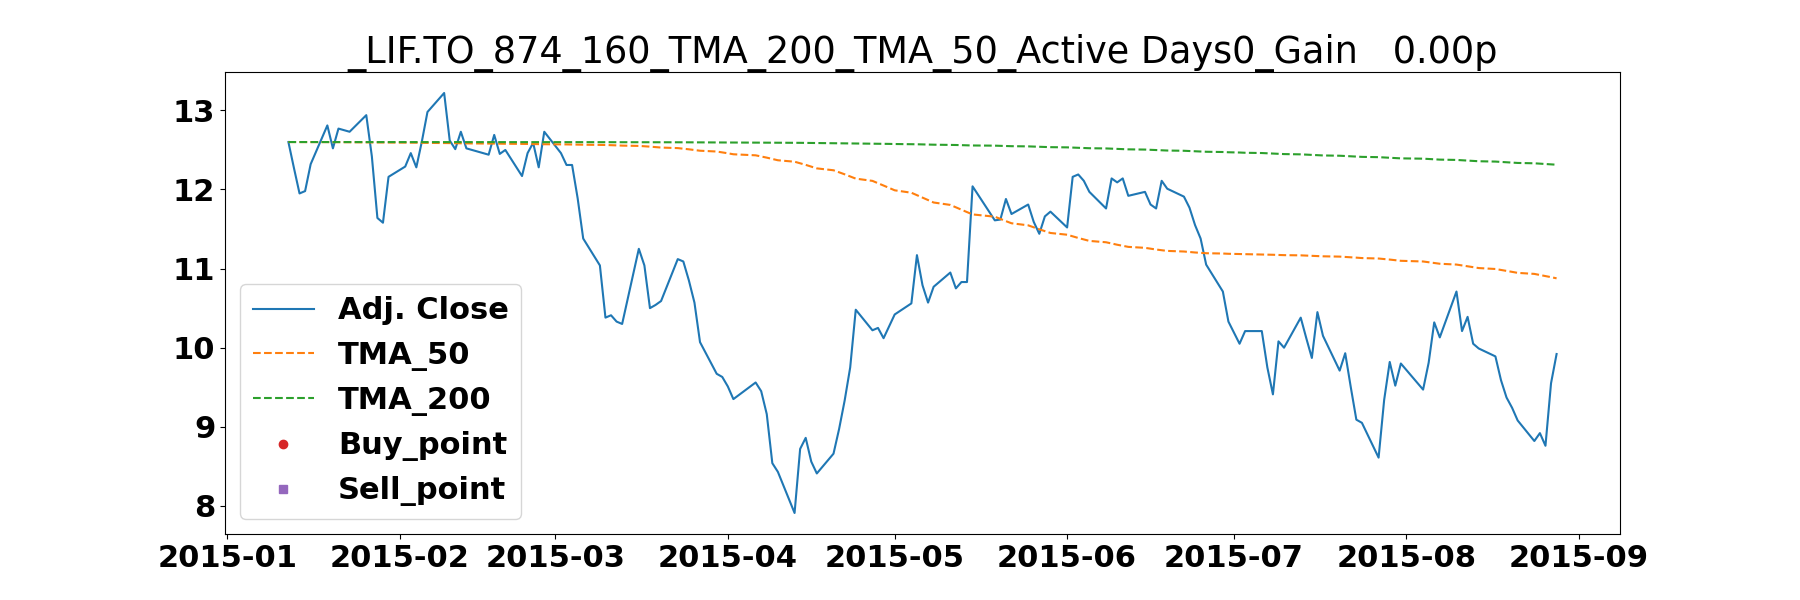 _LIF.TO_874_160_TMA_200_TMA_50_Active Days0_Gain   0.00p
13
12
11
10
9
8
Adj. Close
TMA_50
TMA_200
Buy_point
Sell_point
2015-01 2015-02 2015-03 2015-04 2015-05 2015-06 2015-07 2015-08 2015-09